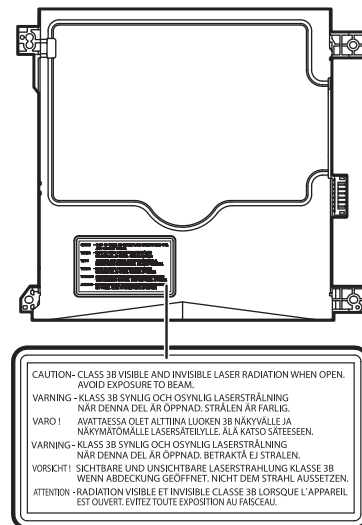 CAUTION- CLASS 3B VISIBLE AND INVISIBLE LASER RADIATION WHEN OPEN.
AVOID EXPOSURE TO BEAM.
VARNING - KLASS 3B SYNLIG OCH OSYNLIG LASERSTRÅLNING
NÄR DENNA DEL ÄR ÖPPNAD. STRÅLEN ÄR FARLIG.
VARO ! AVATTAESSA OLET ALTTIINA LUOKEN 3B NÄKYVÄLLE JA
NÄKYMÄTÖMÄLLE LASERSÄTEILYLLE. ÄLÄ KATSO SÄTEESEEN.
VARNING - KLASS 3B SYNLIG OCH OSYNLIG LASERSTRÅLNING
NÄR DENNA DEL ÄR ÖPPNAD. BETRAKTÅ EJ STRALEN.
VORSICHT ! SICHTBARE UND UNSICHTBARE LASERSTRAHLUNG KLASSE 3B
WENN ABDECKUNG GEÖFFNET. NICHT DEM STRAHL AUSSETZEN.
ATTENTION - RADIATION VISIBLE ET INVISIBLE CLASSE 3B LORSQUE L'APPAREIL
EST OUVERT. EVITEZ TOUTE EXPOSITION AU FAISCEAU.